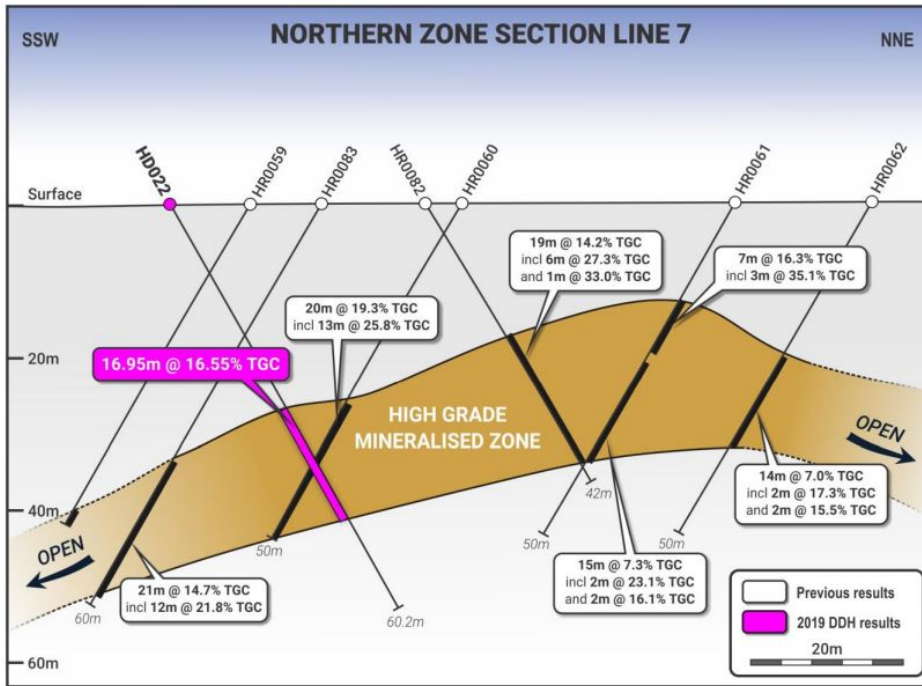 NORTHERN ZONE SECTION LINE 7
SSW
NNE
HD022
HR0059
HR0083
HR0082
HR0060
HR0061
HR0062
Surface
19m @ 14.2% TGC
incl 6m @ 27.3% TGC
and 1m @ 33.0% TGC
7m @ 16.3% TGC
incl 3m @ 35.1% TGC
20m @ 19.3% TGC
incl 13m @ 25.8% TGC
20m
16.95m @ 16.55% TGC
HIGH GRADE
MINERALISED ZONE
OPEN
14m @ 7.0% TGC
incl 2m @ 17.3% TGC
and 2m @ 15.5% TGC
42m
40m
OPEN
50m
50m
50m
15m @ 7.3% TGC
incl 2m @ 23.1% TGC
and 2m @ 16.1% TGC
21m @ 14.7% TGC
incl 12m @ 21.8% TGC
60m
60.2m
Previous results
2019 DDH results
20m
60m